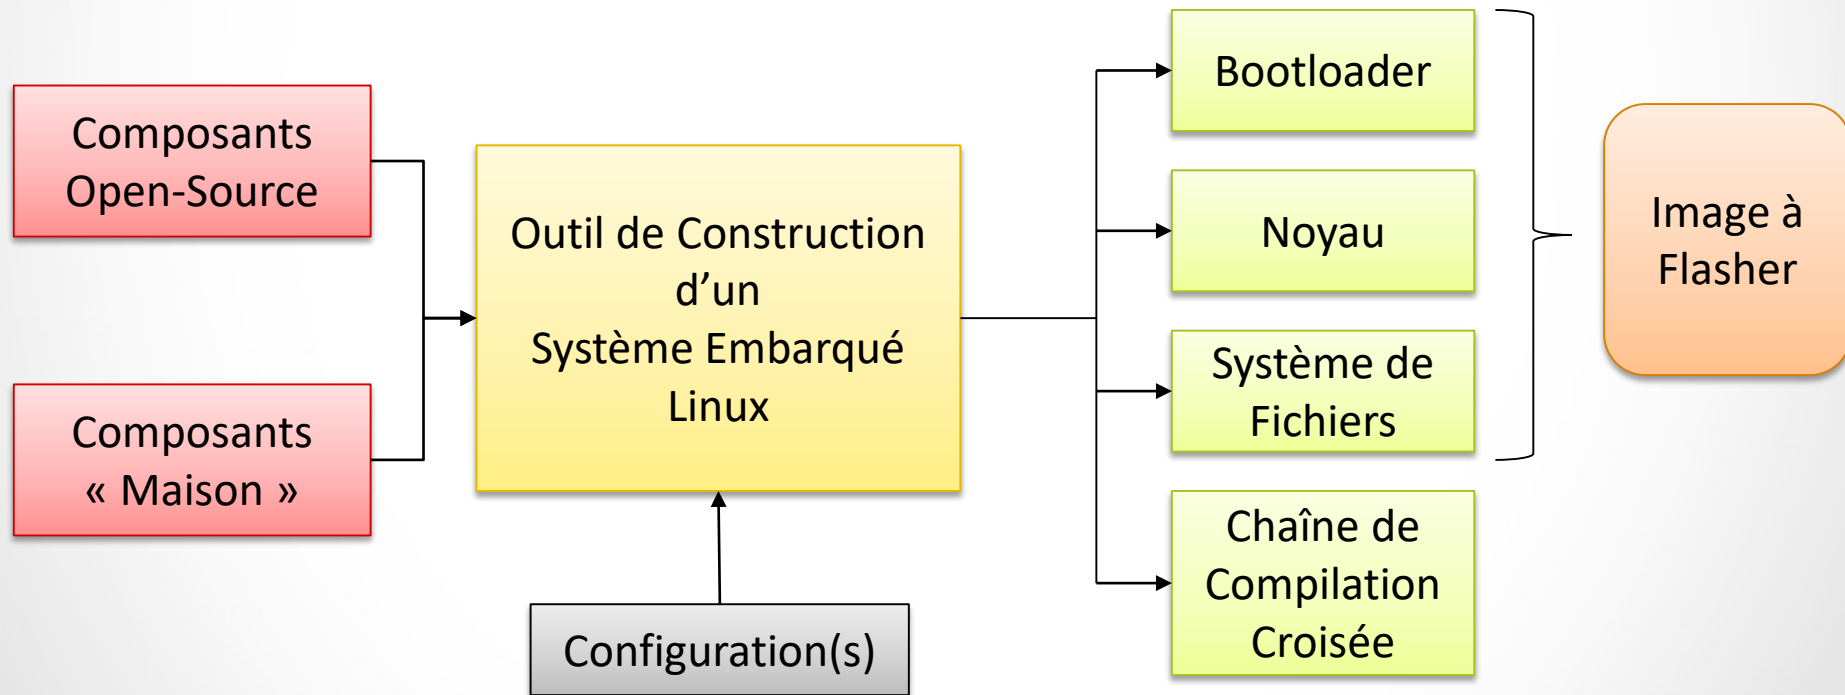 Composants
Open-Source
Composants
« Maison »
Outil de Construction
d’un
Système Embarqué
Linux
Configuration(s)
Bootloader
Noyau
Système de
Fichiers
Chaîne de
Compilation
Croisée
Image à
Flasher